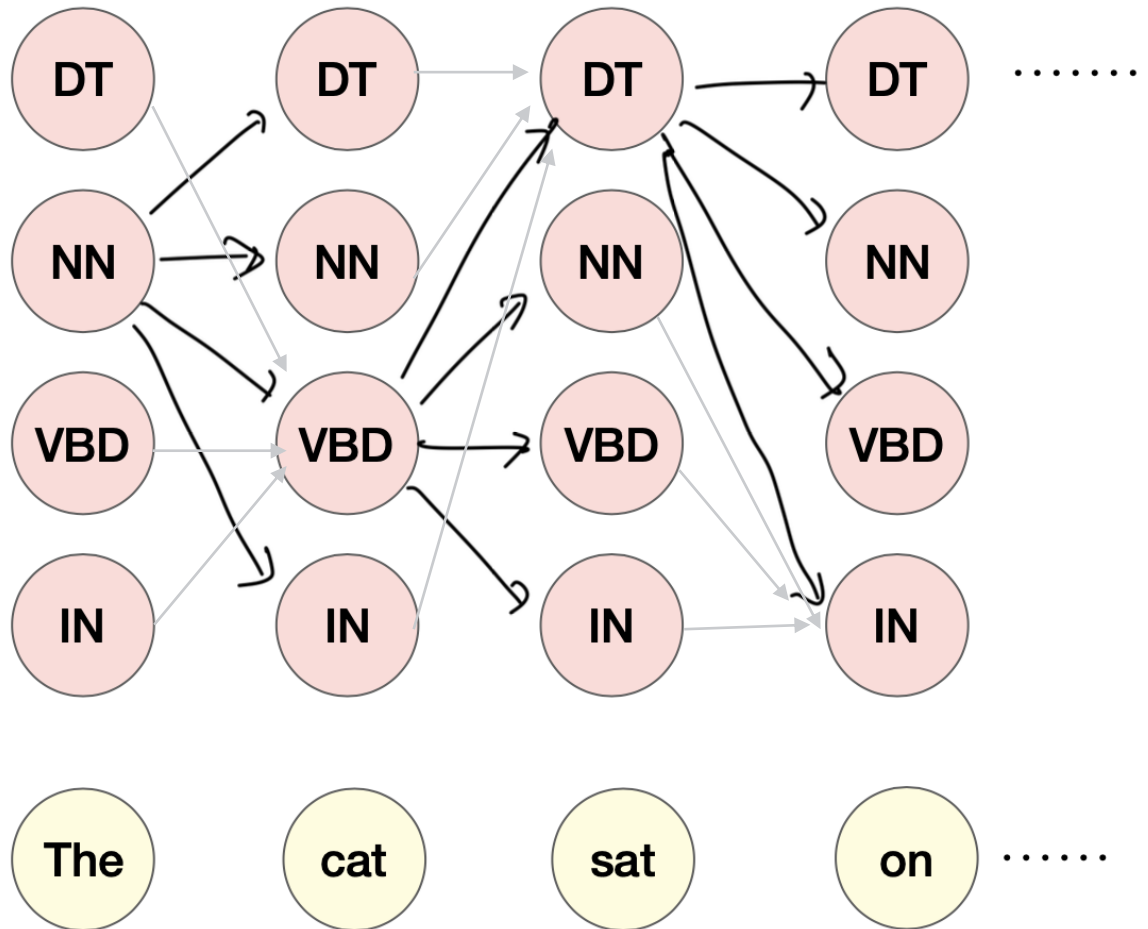 DT DT DT DT .......
NN NN NN NN
VBD VBD VBD VBD
IN IN IN IN
The cat sat on ......